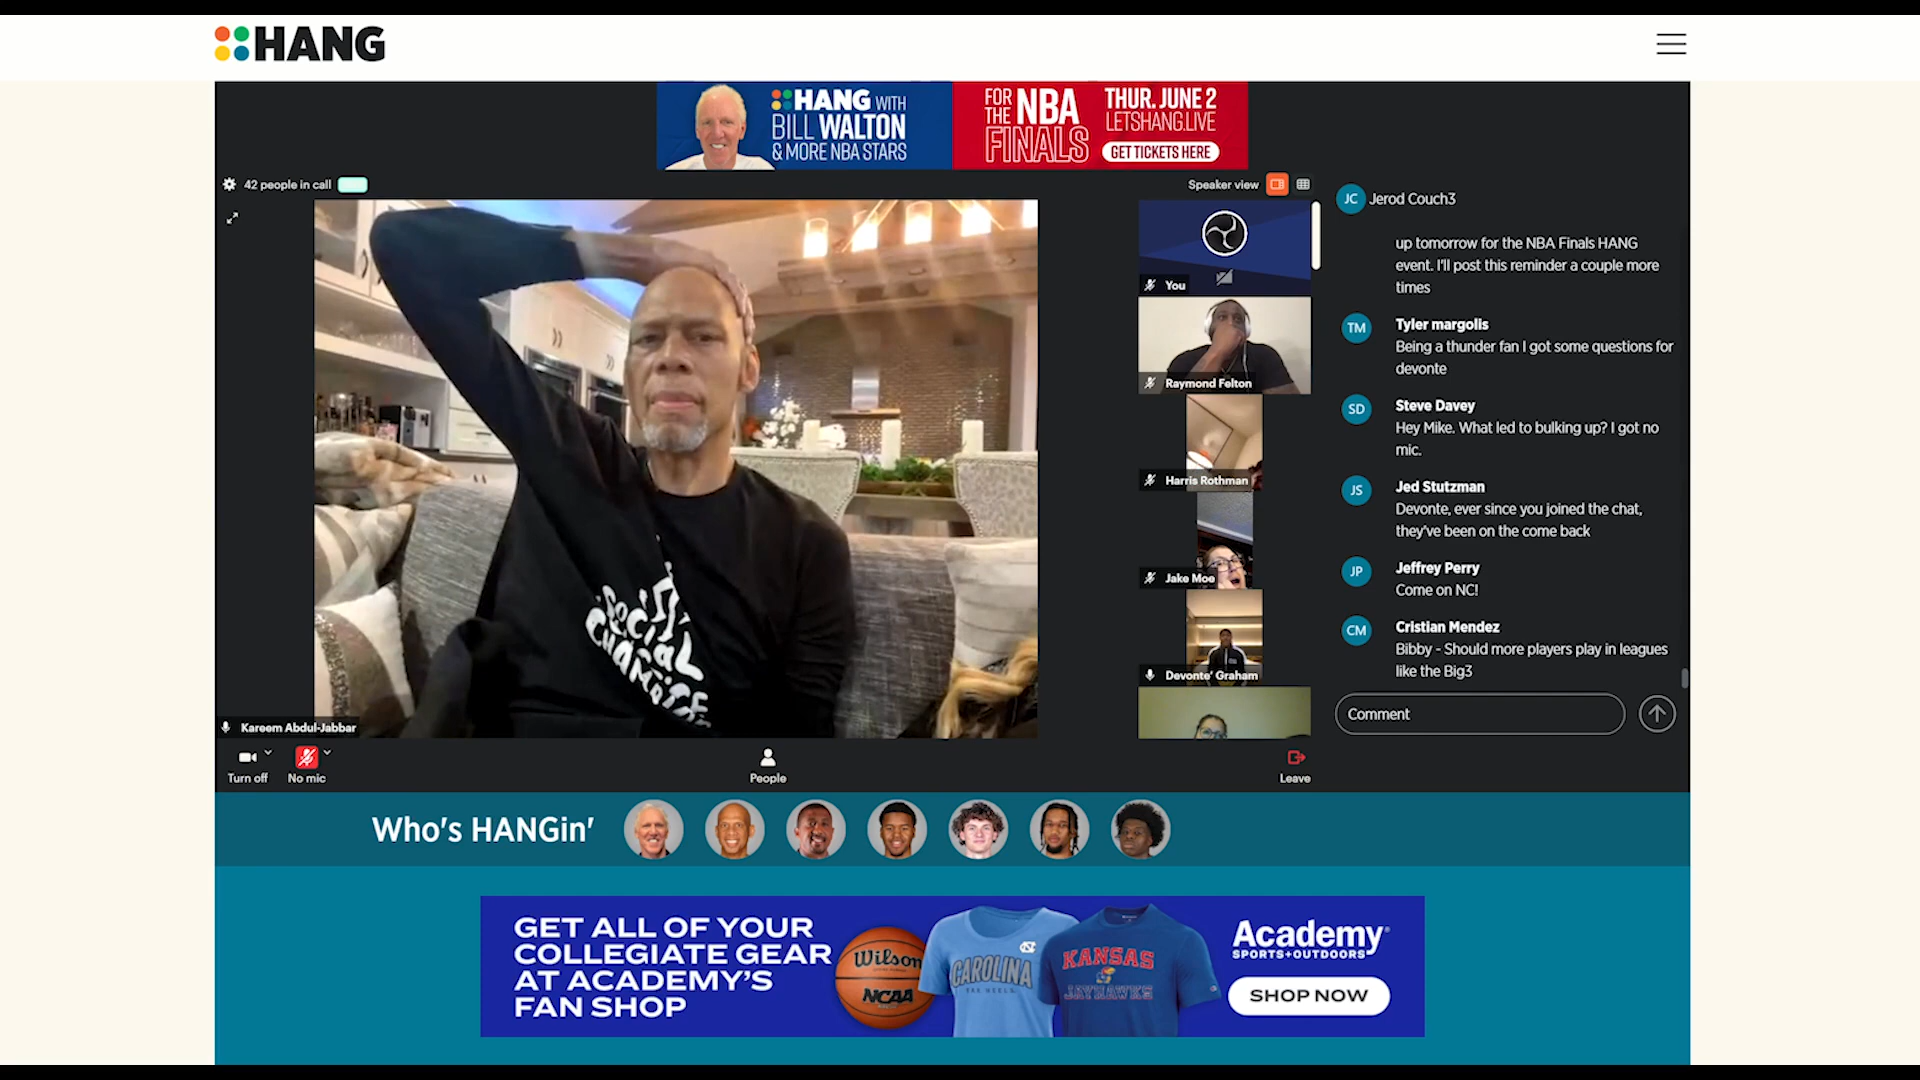 HANG
HANG WITH
BILL WALTON
& MORE NBA STARS
FOR THE NBA FINALS
THUR. JUNE 2
LETSHANG.LIVE
GET TICKETS HERE
42 people in call
Speaker view
You
Raymond Felton
Harris Rothman
Jake Moe
Devonte' Graham
SOCIAL
CHANGE
Kareem Abdul-Jabbar
Turn off
No mic
People
Leave
JC Jerod Couch3
up tomorrow for the NBA Finals HANG
event. I'll post this reminder a couple more
times
TM Tyler margolis
Being a thunder fan I got some questions for
devonte
SD Steve Davey
Hey Mike. What led to bulking up? I got no
mic.
JS Jed Stutzman
Devonte, ever since you joined the chat,
they've been on the come back
JP Jeffrey Perry
Come on NC!
CM Cristian Mendez
Bibby - Should more players play in leagues
like the Big3
Comment
Who's HANGin'
GET ALL OF YOUR
COLLEGIATE GEAR
AT ACADEMY'S
FAN SHOP
Wilson
NCAA
NC
CAROLINA
TAR HEELS
KANSAS
JAYHAWKS
Academy
SPORTS+OUTDOORS
SHOP NOW